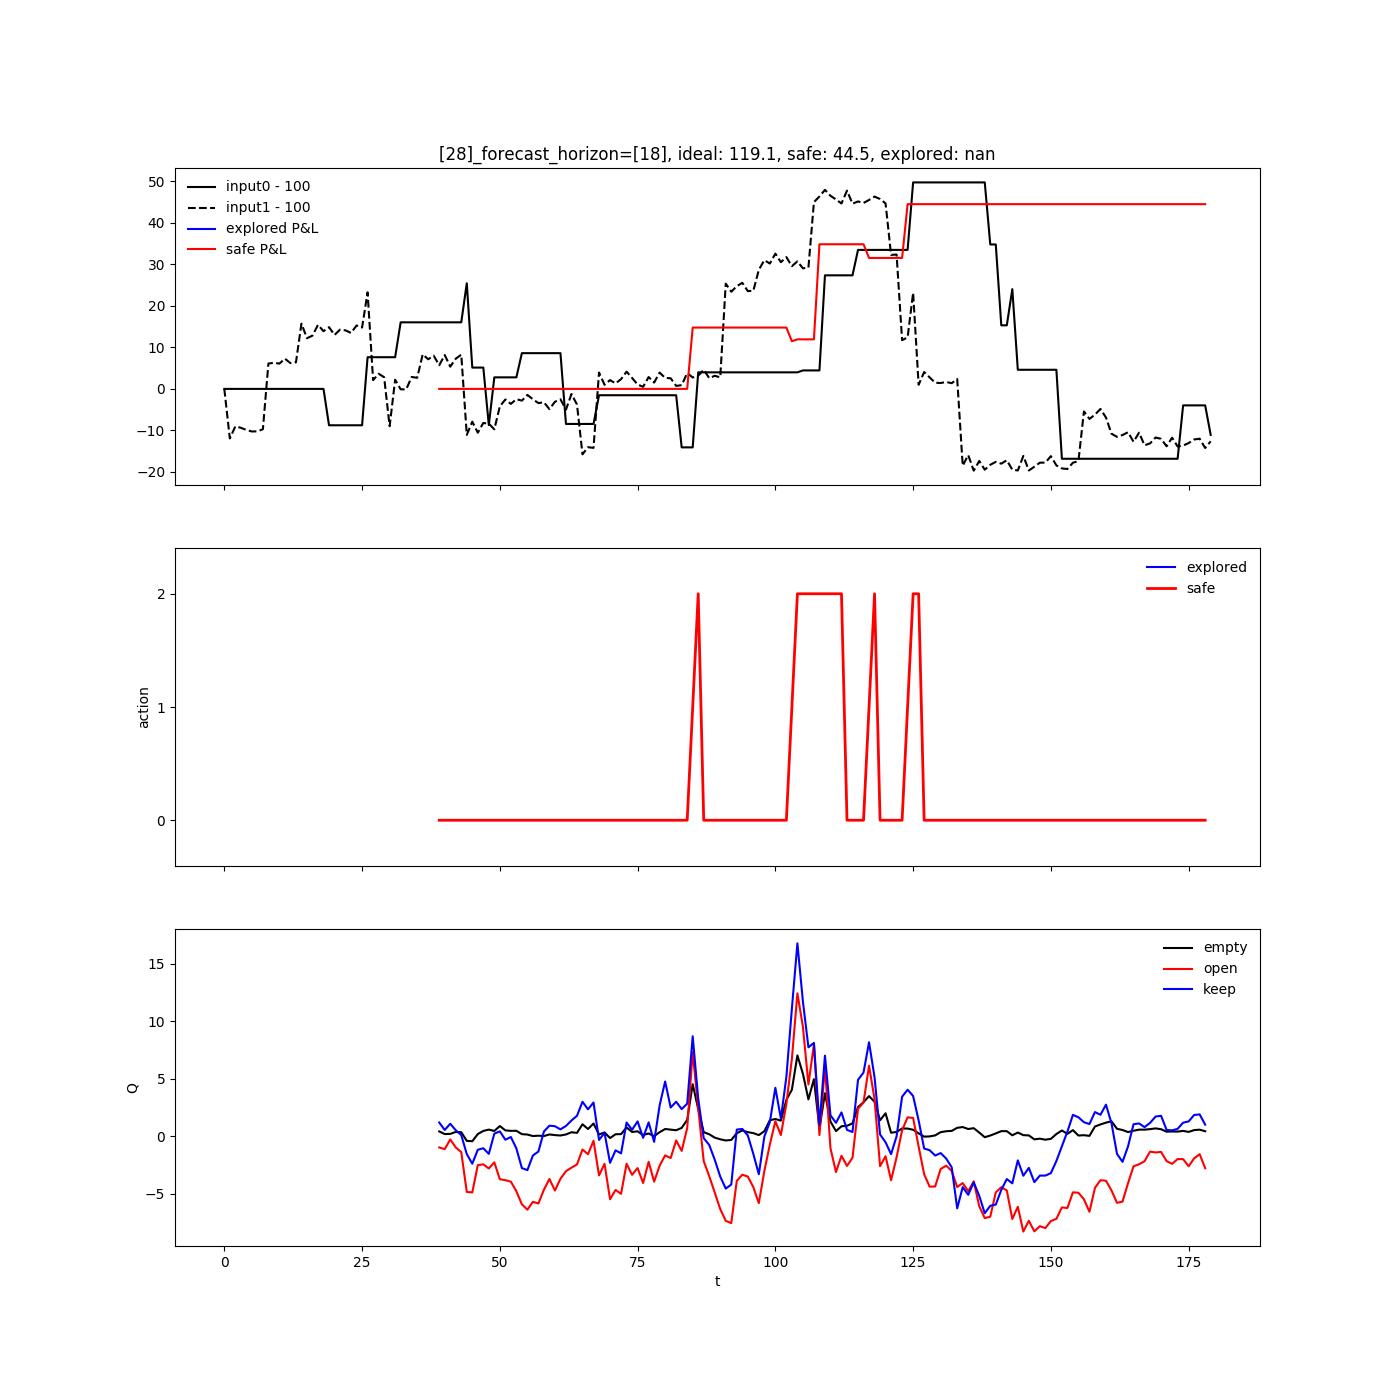 [28]_forecast_horizon=[18], ideal: 119.1, safe: 44.5, explored: nan
50
40
30
20
10
0
−10
−20
input0 - 100
input1 - 100
explored P&L
safe P&L
2
1
0
action
explored
safe
15
10
5
0
−5
Q
empty
open
keep
0 25 50 75 100 125 150 175
t